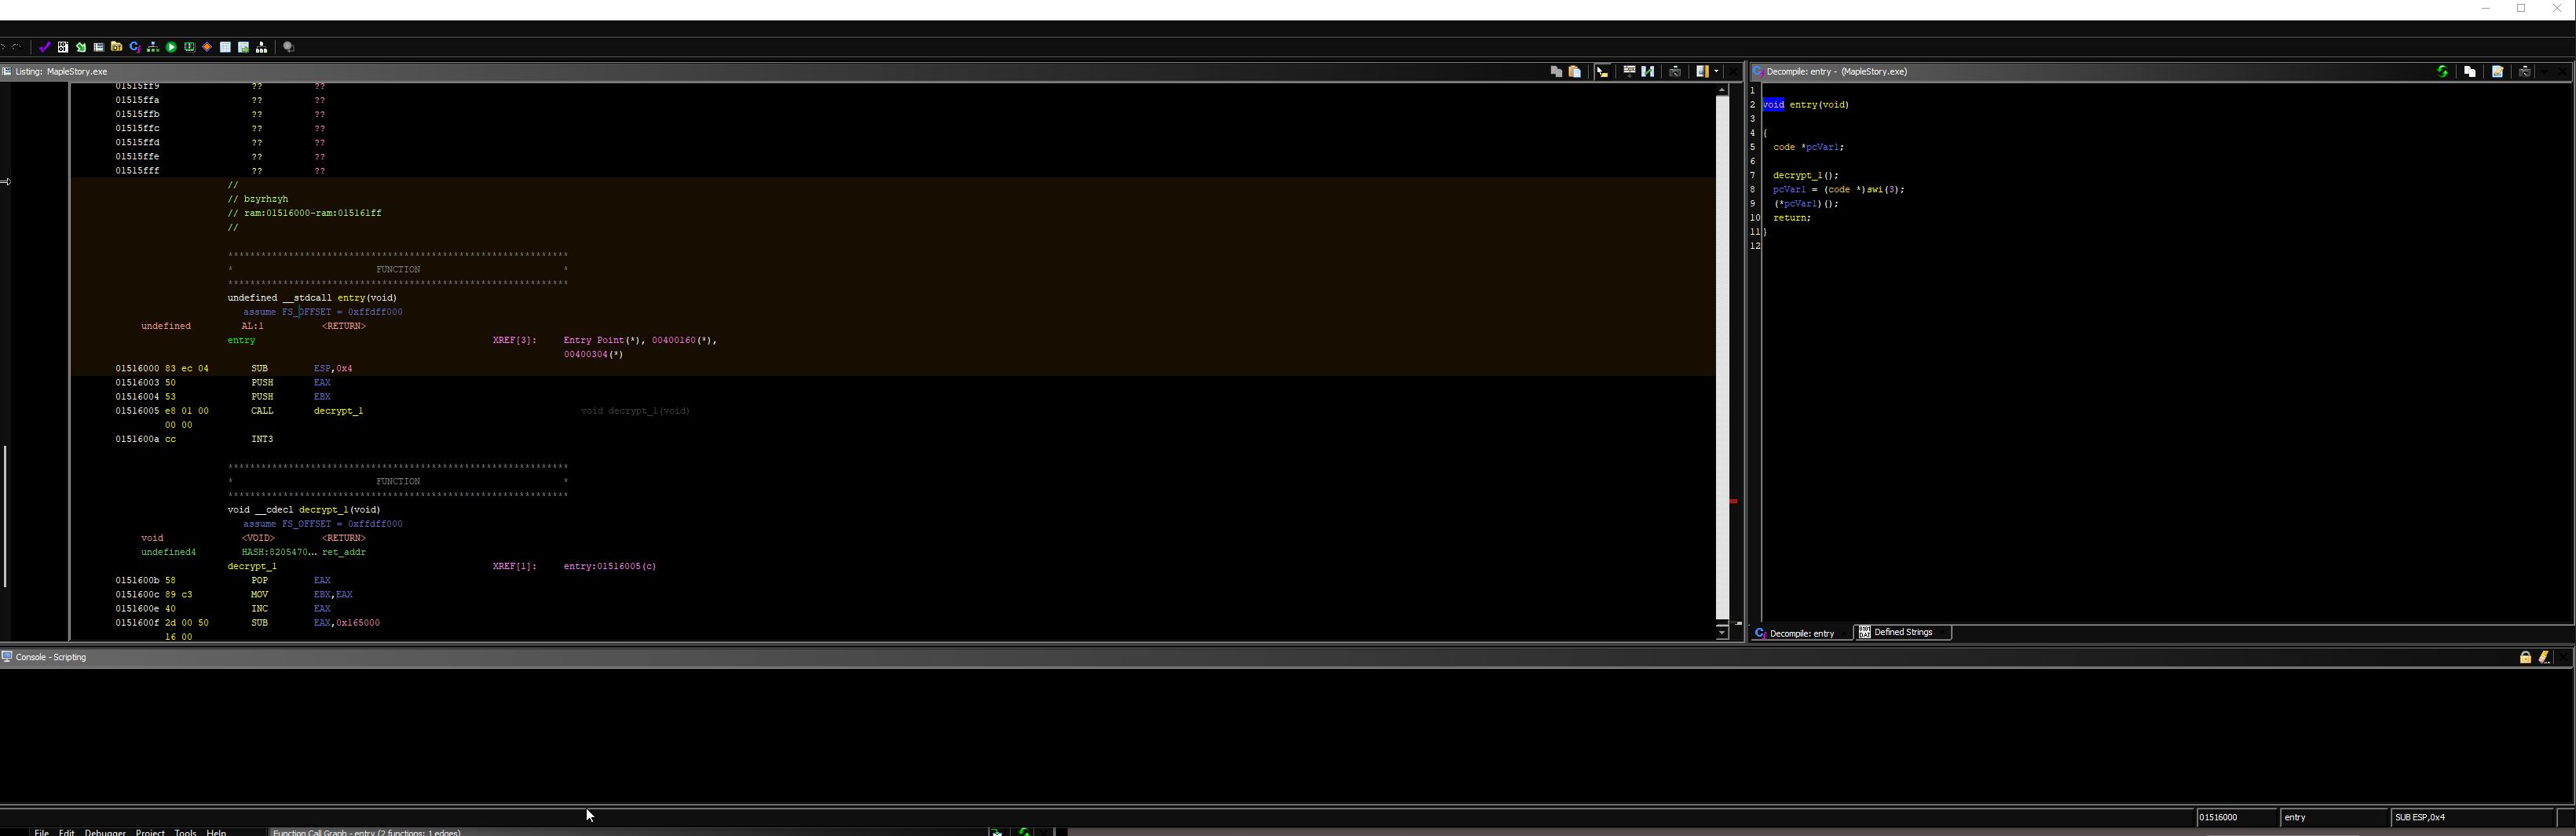 Listing: MapleStory.exe
01515ff9 ?? ??
01515ffa ?? ??
01515ffb ?? ??
01515ffc ?? ??
01515ffd ?? ??
01515ffe ?? ??
01515fff ?? ??
//
// bzyrhzyh
// ram:01516000-ram:015161ff
//
*************************************************************
* FUNCTION *
*************************************************************
undefined __stdcall entry(void)
assume FS_OFFSET = 0xffdff000
undefined AL:1 <RETURN>
entry XREF[3]: Entry Point(*), 00400160(*),
00400304(*)
01516000 83 ec 04 SUB ESP,0x4
01516003 50 PUSH EAX
01516004 53 PUSH EBX
01516005 e8 01 00 CALL decrypt_1 void decrypt_1(void)
00 00
0151600a cc INT3
*************************************************************
* FUNCTION *
*************************************************************
void __cdecl decrypt_1(void)
assume FS_OFFSET = 0xffdff000
void <VOID> <RETURN>
undefined4 HASH:8205470... ret_addr
decrypt_1 XREF[1]: entry:01516005(c)
0151600b 58 POP EAX
0151600c 89 c3 MOV EBX,EAX
0151600e 40 INC EAX
0151600f 2d 00 50 SUB EAX,0x165000
16 00
Decompile: entry - (MapleStory.exe)
1
2 void entry(void)
3
4 {
5 code *pcVar1;
6
7 decrypt_1();
8 pcVar1 = (code *)swi(3);
9 (*pcVar1)();
10 return;
11 }
12
Decompile: entry
Defined Strings
Console - Scripting
01516000 entry SUB ESP,0x4
File Edit Debugger Project Tools Help
Function Call Graph - entry (2 functions; 1 edges)